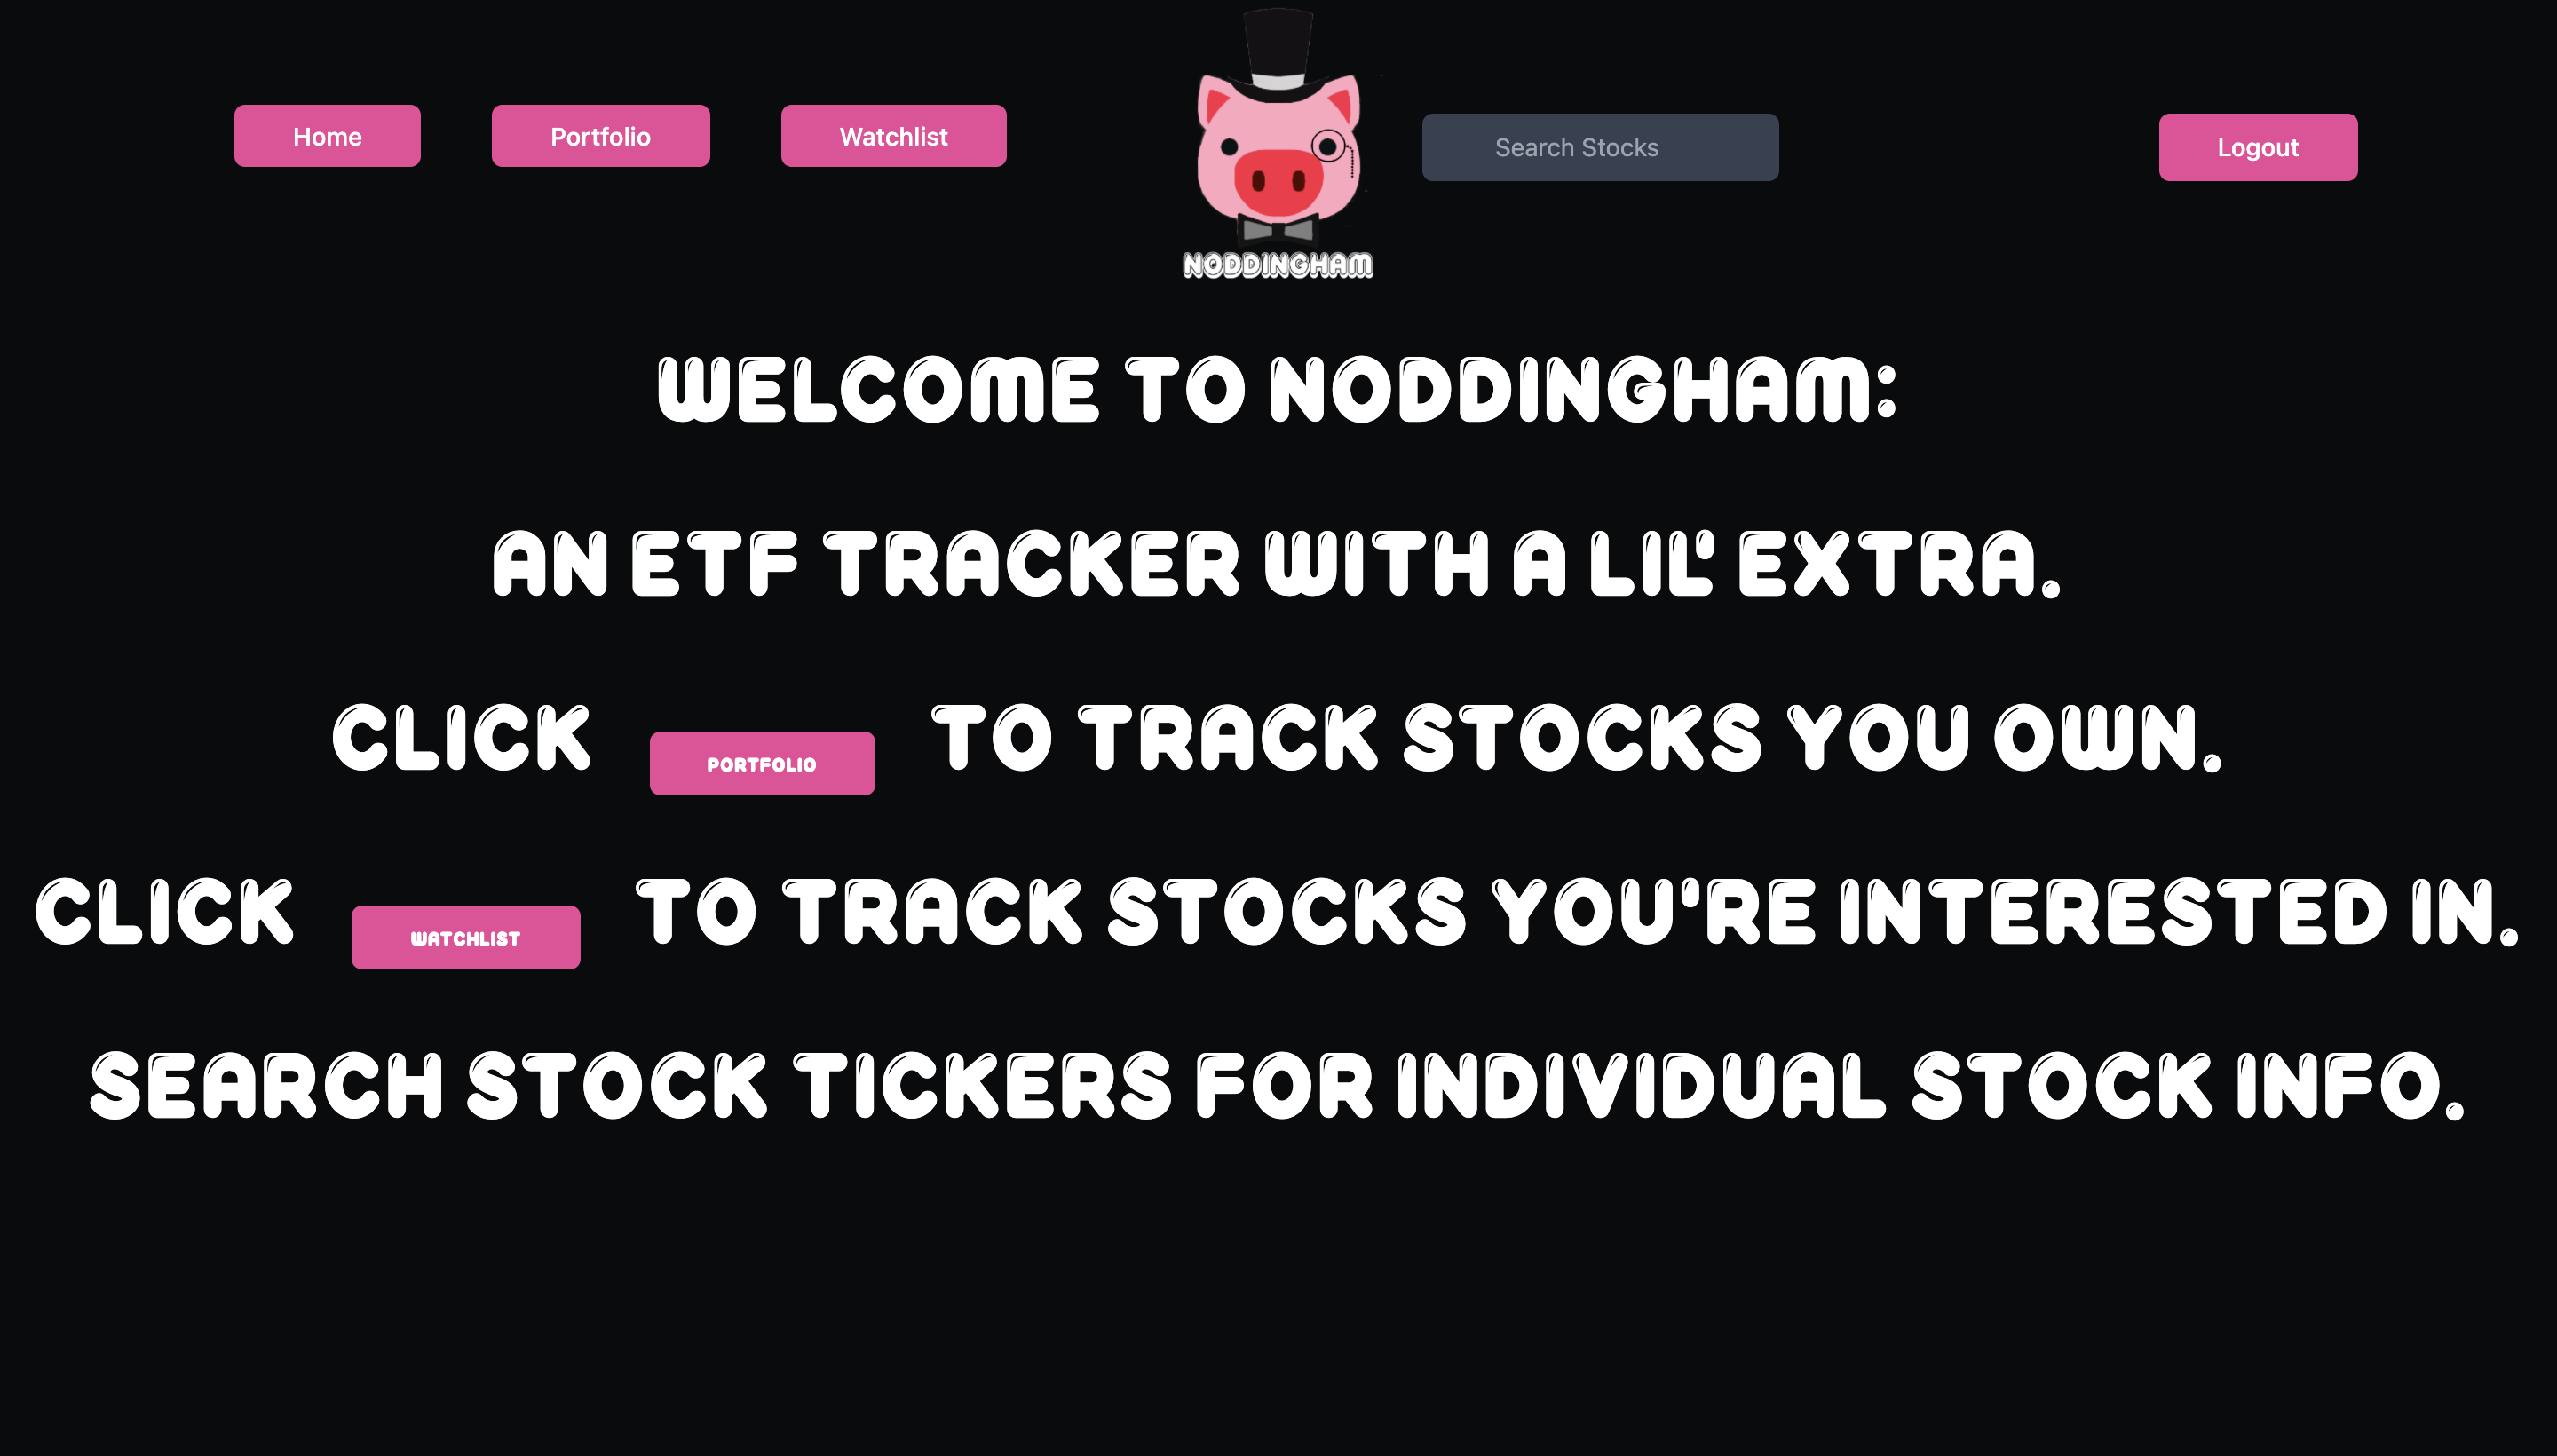 Home
Portfolio
Watchlist
Search Stocks
Logout
NODDINGHAM
WELCOME TO NODDINGHAM:
AN ETF TRACKER WITH A LIL' EXTRA.
CLICK PORTFOLIO TO TRACK STOCKS YOU OWN.
CLICK WATCHLIST TO TRACK STOCKS YOU'RE INTERESTED IN.
SEARCH STOCK TICKERS FOR INDIVIDUAL STOCK INFO.